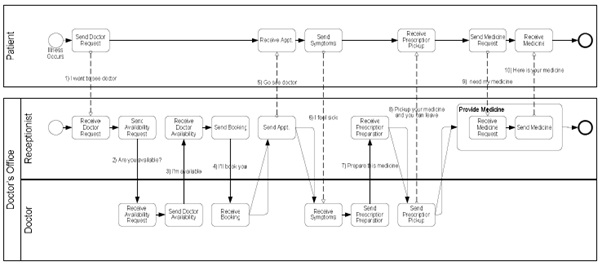 Patient
Illness
Occurs
Send Doctor
Request
Receive Appt.
Send
Symptoms
Receive
Prescription
Pickup
Send Medicine
Request
Receive
Medicine
1) I want to see doctor
5) Go see doctor
9) need my medicine
10) Here is your medicine
Doctor's Office
Receptionist
Receive
Doctor
Request
Send
Availability
Request
Receive
Doctor
Availability
Send Booking
Send Appt.
6) I feel sick
Receive
Prescription
Preparation
8) Pickup your medicine
and you can leave
Provide Medicine
Receive
Medicine
Request
Send Medicine
2) Are you available?
3) I'm available
4) I'll book you
7) Prepare this medicine
Doctor
Receive
Availability
Request
Send Doctor
Availability
Receive
Booking
Receive
Symptoms
Send
Prescription
Preparation
Send
Prescription
Pickup